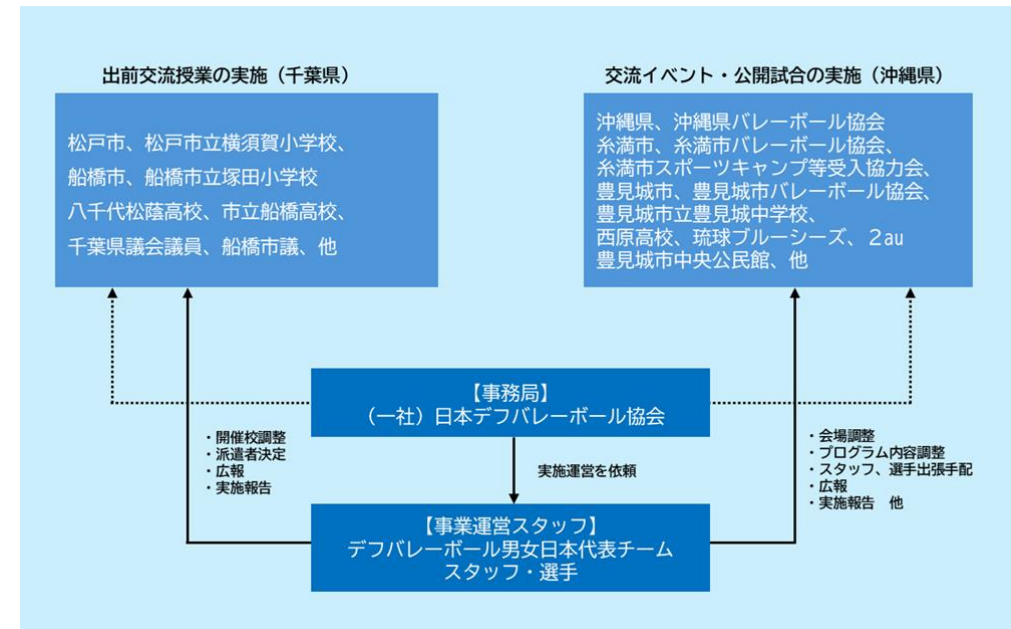 出前交流授業の実施（千葉県）
松戸市、松戸市立横須賀小学校、
船橋市、船橋市立塚田小学校
八千代松蔭高校、市立船橋高校、
千葉県議会議員、船橋市議、他
交流イベント・公開試合の実施（沖縄県）
沖縄県、沖縄県バレーボール協会
糸満市、糸満市バレーボール協会、
糸満市スポーツキャンプ等受入協力会、
豊見城市、豊見城市バレーボール協会、
豊見城市立豊見城中学校、
西原高校、琉球ブルーシーズ、２au
豊見城市中央公民館、他
【事務局】
（一社）日本デフバレーボール協会
・開催校調整
・派遣者決定
・広報
・実施報告
実施運営を依頼
・会場調整
・プログラム内容調整
・スタッフ、選手出張手配
・広報
・実施報告　他
【事業運営スタッフ】
デフバレーボール男女日本代表チーム
スタッフ・選手